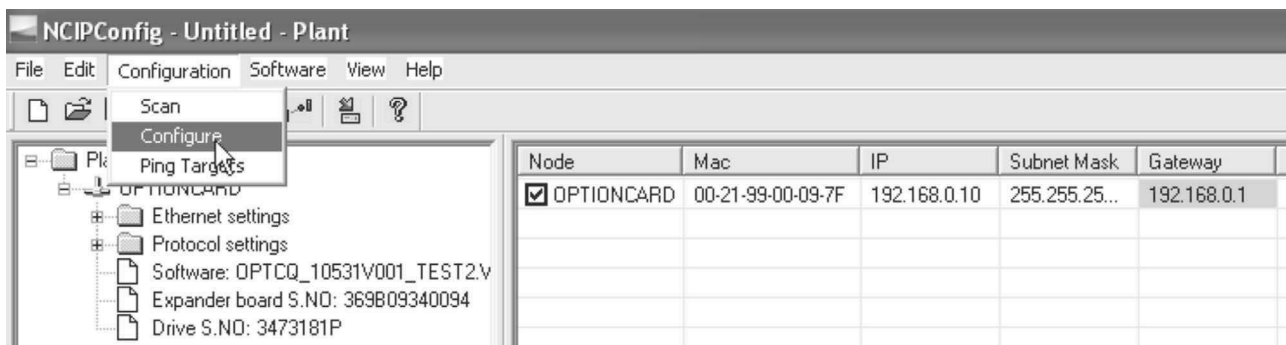 NCIPConfig - Untitled - Plant
File Edit Configuration Software View Help
Scan
Configure
Ping Targets
Node Mac IP Subnet Mask Gateway
OPTIONCARD
OPTIONCARD 00-21-99-00-09-7F 192.168.0.10 255.255.25... 192.168.0.1
Ethernet settings
Protocol settings
Software: OPTCQ_10531V001_TEST2.V
Expander board S.NO: 369B09340094
Drive S.NO: 3473181P